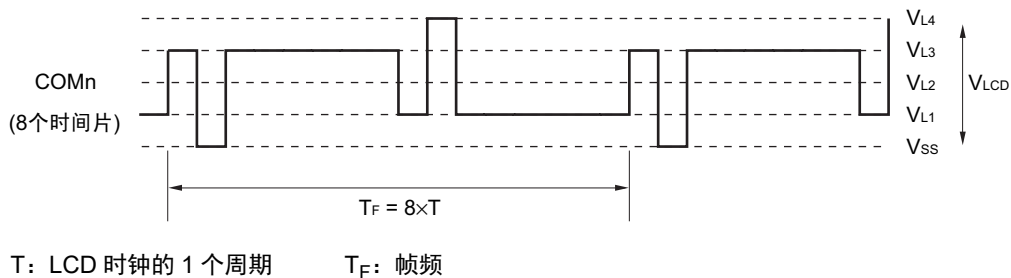 VL4
VL3
COMn
VL2
VLCD
(8个时间片)
VL1
VSS
TF = 8×T
T：LCD 时钟的 1 个周期 TF：帧频